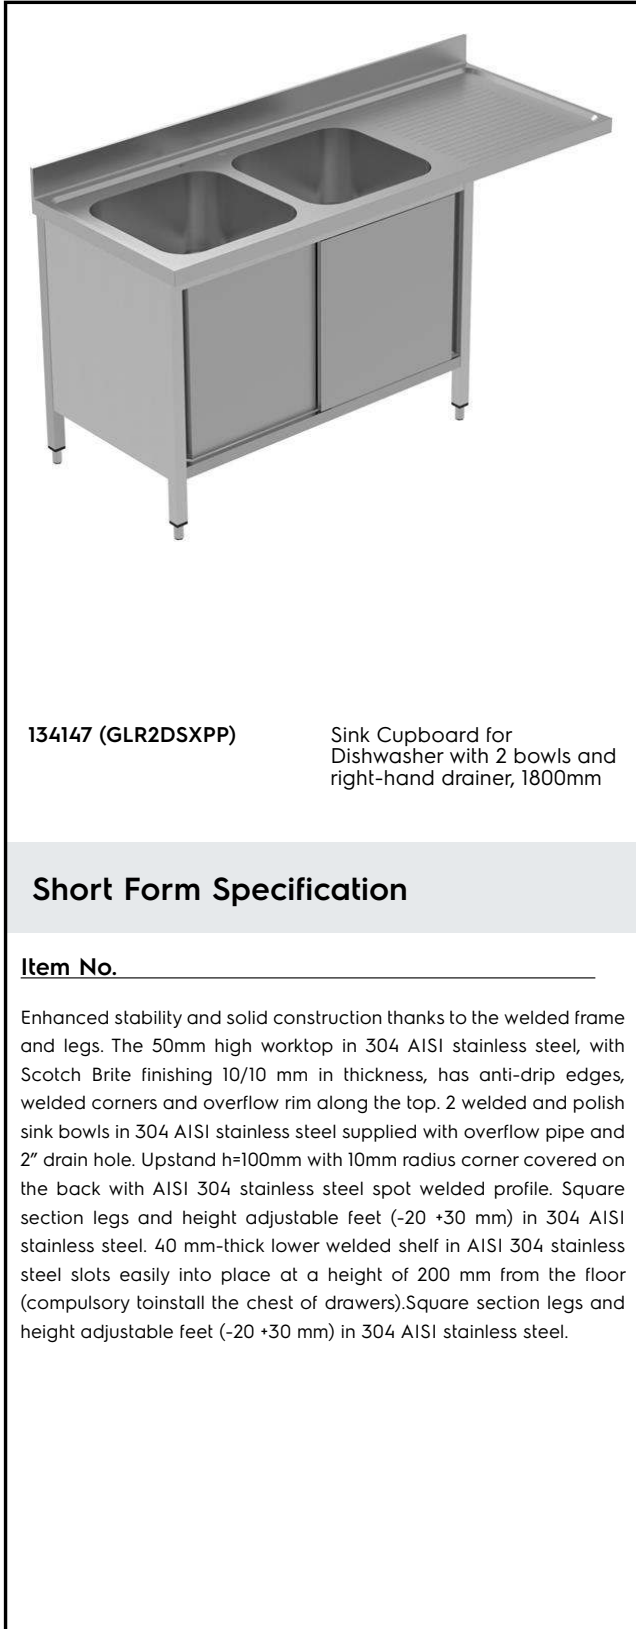 134147 (GLR2DSXPP)
Sink Cupboard for
Dishwasher with 2 bowls and
right-hand drainer, 1800mm
Short Form Specification
Item No.
Enhanced stability and solid construction thanks to the welded frame
and legs. The 50mm high worktop in 304 AISI stainless steel, with
Scotch Brite finishing 10/10 mm in thickness, has anti-drip edges,
welded corners and overflow rim along the top. 2 welded and polish
sink bowls in 304 AISI stainless steel supplied with overflow pipe and
2” drain hole. Upstand h=100mm with 10mm radius corner covered on
the back with AISI 304 stainless steel spot welded profile. Square
section legs and height adjustable feet (-20 +30 mm) in 304 AISI
stainless steel. 40 mm-thick lower welded shelf in AISI 304 stainless
steel slots easily into place at a height of 200 mm from the floor
(compulsory toinstall the chest of drawers).Square section legs and
height adjustable feet (-20 +30 mm) in 304 AISI stainless steel.